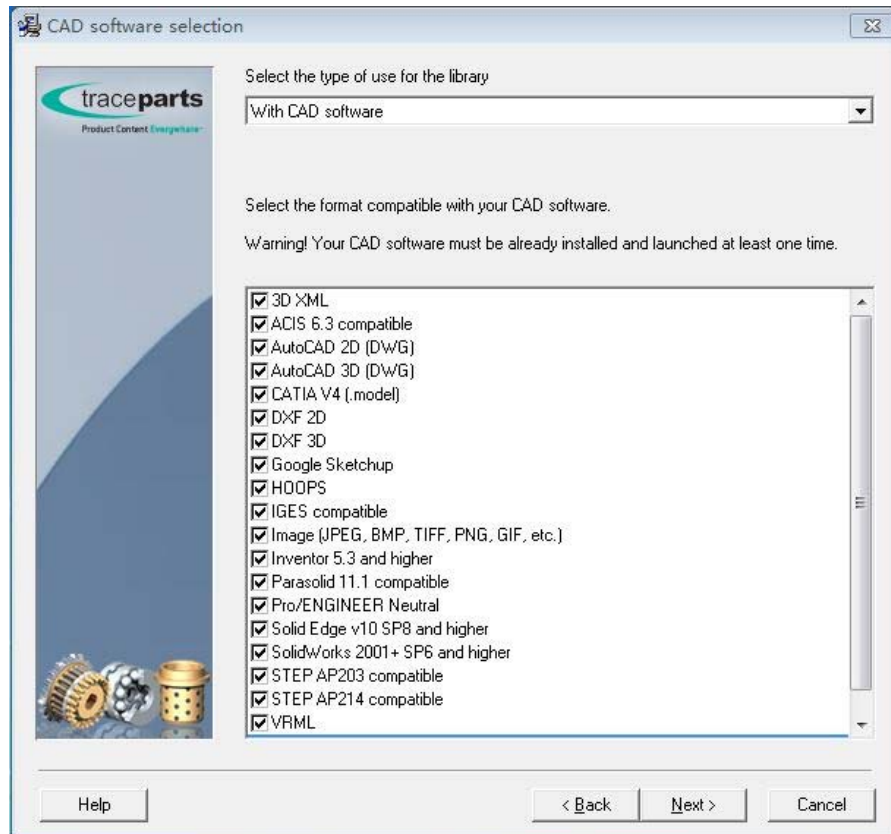 CAD software selection
traceparts
Product Content Everywhere
Select the type of use for the library
With CAD software
Select the format compatible with your CAD software.
Warning! Your CAD software must be already installed and launched at least one time.
3D XML
ACIS 6.3 compatible
AutoCAD 2D (DWG)
AutoCAD 3D (DWG)
CATIA V4 (.model)
DXF 2D
DXF 3D
Google Sketchup
HOOPS
IGES compatible
Image (JPEG, BMP, TIFF, PNG, GIF, etc.)
Inventor 5.3 and higher
Parasolid 11.1 compatible
Pro/ENGINEER Neutral
Solid Edge v10 SP8 and higher
SolidWorks 2001+ SP6 and higher
STEP AP203 compatible
STEP AP214 compatible
VRML
Help
< Back
Next >
Cancel